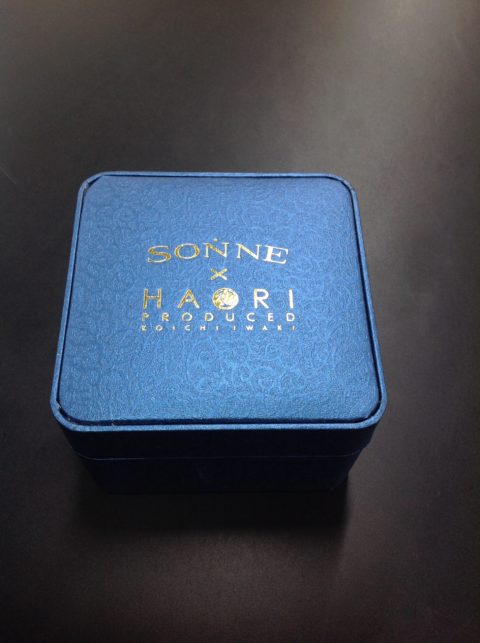 SONNE
×
HAORI
PRODUCED
KOICHI IWAKI